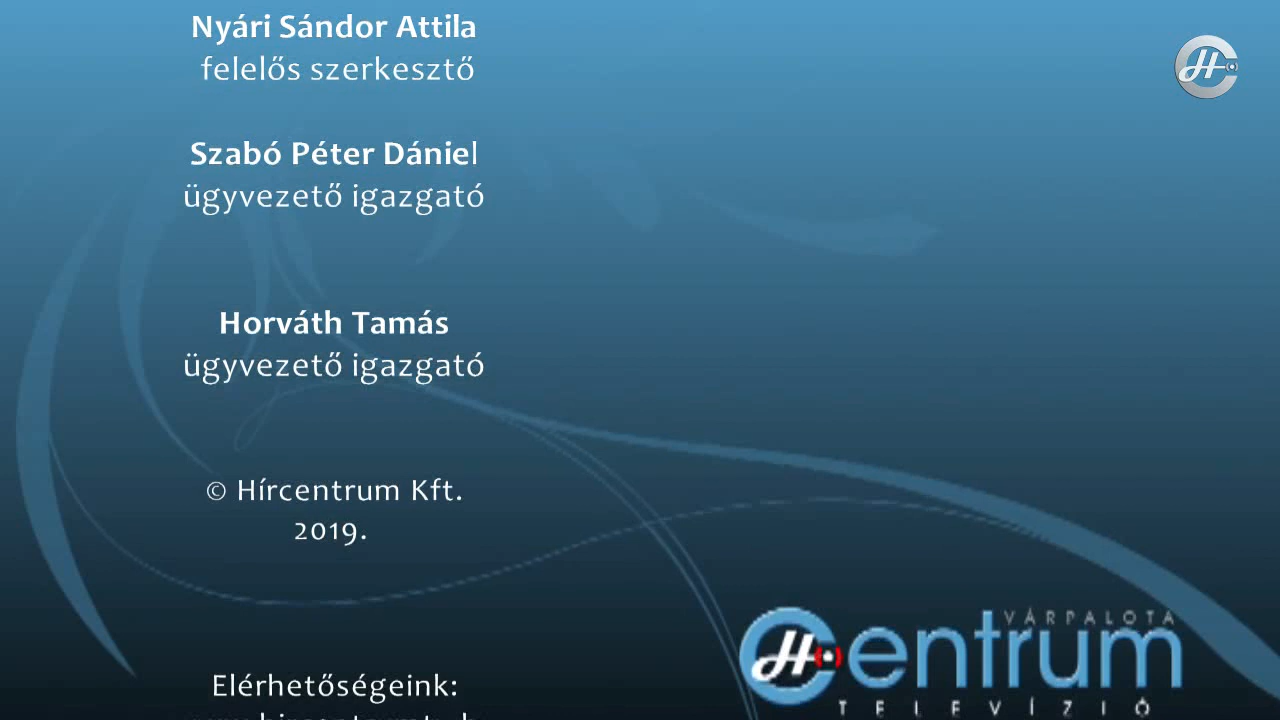 Nyári Sándor Attila
felelős szerkesztő
Szabó Péter Dániel
ügyvezető igazgató
Horváth Tamás
ügyvezető igazgató
© Hírcentrum Kft.
2019.
VÁRPALOTA
Centrum
TELEVÍZIÓ
Elérhetőségeink: